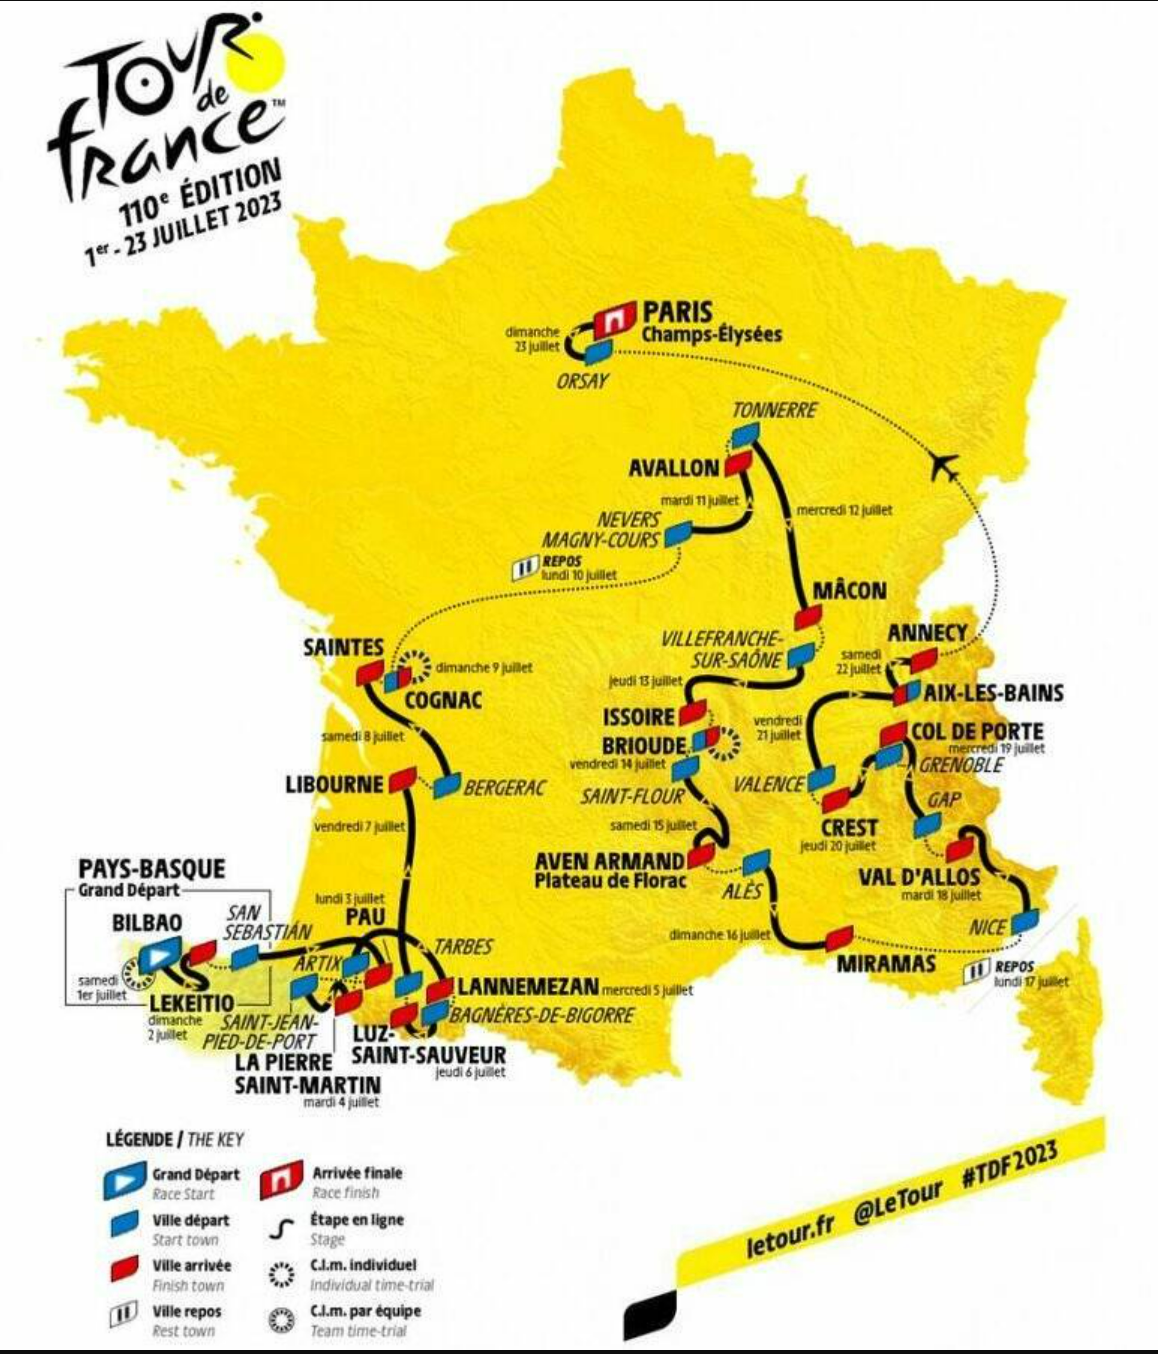 TOUR
de
france™
110e ÉDITION
1er - 23 JUILLET 2023
PARIS
Champs-Élysées
dimanche
23 juillet
ORSAY
TONNERRE
AVALLON
mardi 11 juillet
mercredi 12 juillet
NEVERS
MAGNY-COURS
REPOS
lundi 10 juillet
MÂCON
VILLEFRANCHE-
SUR-SAÔNE
ANNECY
samedi
22 juillet
SAINTES
dimanche 9 juillet
COGNAC
jeudi 13 juillet
AIX-LES-BAINS
ISSOIRE
vendredi
21 juillet
COL DE PORTE
mercredi 19 juillet
samedi 8 juillet
BRIOUDE
vendredi 14 juillet
GRENOBLE
LIBOURNE
BERGERAC
SAINT-FLOUR
VALENCE
GAP
vendredi 7 juillet
samedi 15 juillet
CREST
jeudi 20 juillet
AVEN ARMAND
Plateau de Florac
ALÈS
VAL D'ALLOS
mardi 18 juillet
PAYS-BASQUE
Grand Départ
BILBAO
SAN
SEBASTIÁN
lundi 3 juillet
PAU
NICE
dimanche 16 juillet
TARBES
ARTIX
MIRAMAS
REPOS
lundi 17 juillet
samedi
1er juillet
LEKEITIO
dimanche
2 juillet
LANNEMEZAN mercredi 5 juillet
SAINT-JEAN-
PIED-DE-PORT
BAGNÈRES-DE-BIGORRE
LUZ-
SAINT-SAUVEUR
jeudi 6 juillet
LA PIERRE
SAINT-MARTIN
mardi 4 juillet
LÉGENDE / THE KEY
Grand Départ
Race Start
Ville départ
Start town
Ville arrivée
Finish town
Ville repos
Rest town
Arrivée finale
Race finish
Étape en ligne
Stage
C.l.m. individuel
Individual time-trial
C.l.m. par équipe
Team time-trial
letour.fr @LeTour #TDF2023